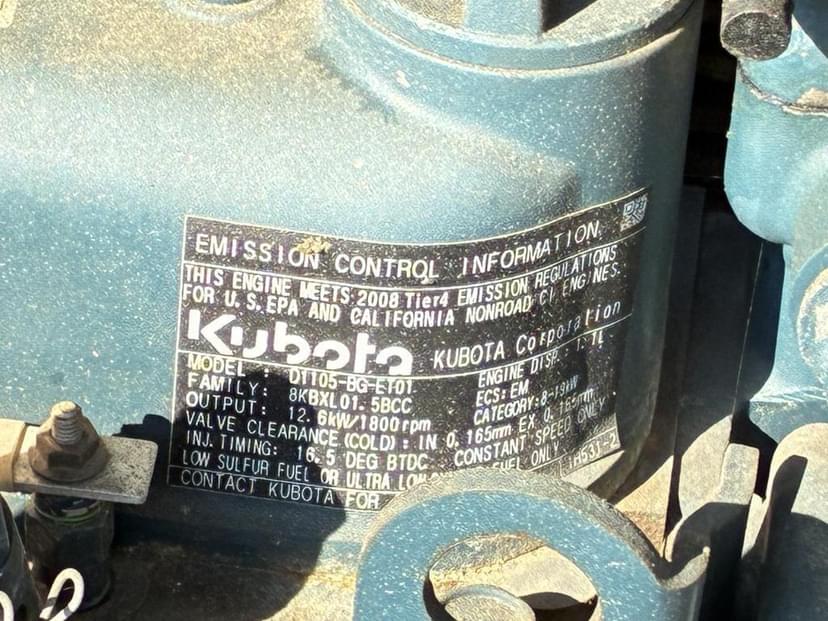 EMISSION CONTROL INFORMATION
THIS ENGINE MEETS 2008 Tier4 EMISSION REGULATIONS
FOR U.S.EPA AND CALIFORNIA NONROAD CI ENGINES.
Kubota KUBOTA Corporation
MODEL : D1105-BG-ET01 ENGINE DISP.: 1.1L
FAMILY: 8KBXL01.5BCC ECS: EM
OUTPUT: 12.6kW/1800rpm CATEGORY: 8-19kW
VALVE CLEARANCE (COLD): IN 0.165mm EX 0.165mm
INJ. TIMING: 16.5 DEG BTDC CONSTANT SPEED ONLY
LOW SULFUR FUEL OR ULTRA LOW FUEL ONLY
CONTACT KUBOTA FOR